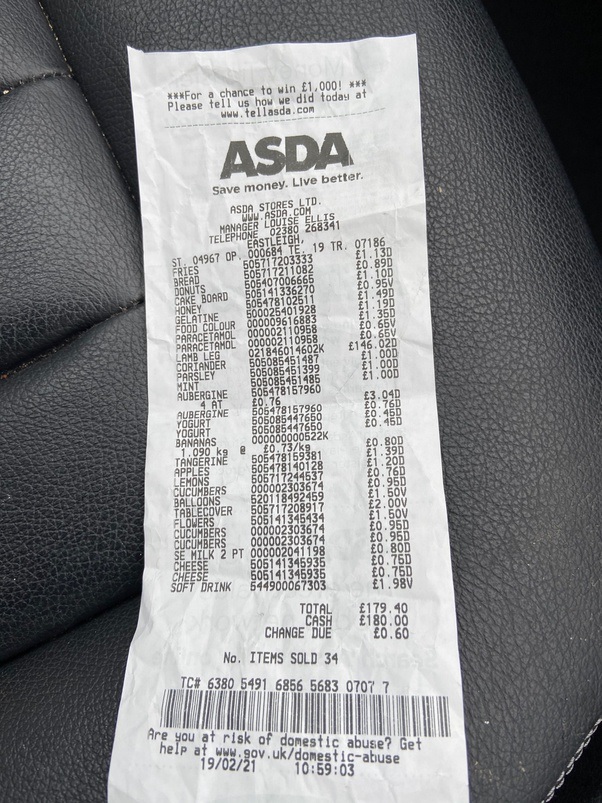 ***For a chance to win £1,000! ***
Please tell us how we did today at
www.tellasda.com
ASDA
Save money. Live better.
ASDA STORES LTD.
WWW.ASDA.COM
MANAGER LOUISE ELLIS
TELEPHONE 02380 268341
EASTLEIGH,
ST. 04967 OP. 000684 TE. 19 TR. 07186
FRIES 505717203333 £1.13D
BREAD 505717211082 £0.89D
DONUTS 505407006665 £1.10D
CAKE BOARD 505141336270 £0.95V
HONEY 505478102511 £1.49D
GELATINE 500025401928 £1.19D
FOOD COLOUR 000009616883 £1.35D
PARACETOMOL 000002110958 £0.65V
PARACETOMOL 000002110958 £0.65V
LAMB LEG 021846014602K £146.02D
CORIANDER 505085451487 £1.00D
PARSLEY 505085451399 £1.00D
MINT 505085451485 £1.00D
AUBERGINE 505478157960
4 AT £0.76 £3.04D
AUBERGINE 505478157960 £0.76D
YOGURT 505085447650 £0.45D
YOGURT 505085447650 £0.45D
BANANAS 000000000522K
1.090 kg @ £0.73/kg £0.80D
TANGERINE 505478159381 £1.39D
APPLES 505478140128 £1.20D
LEMONS 505717244537 £0.76D
CUCUMBERS 000002303674 £0.95D
BALLOONS 520118492459 £1.50V
TABLECOVER 505717208917 £2.00V
FLOWERS 505141345434 £1.50V
CUCUMBERS 000002303674 £0.95D
CUCUMBERS 000002303674 £0.95D
SE MILK 2 PT 000002041198 £0.80D
CHEESE 505141345935 £0.75D
CHEESE 505141345935 £0.75D
SOFT DRINK 544900067303 £1.98V
TOTAL £179.40
CASH £180.00
CHANGE DUE £0.60
No. ITEMS SOLD 34
TC# 6380 5491 6856 5683 0707 7
Are you at risk of domestic abuse? Get
help at www.gov.uk/domestic-abuse
19/02/21 10:59:03